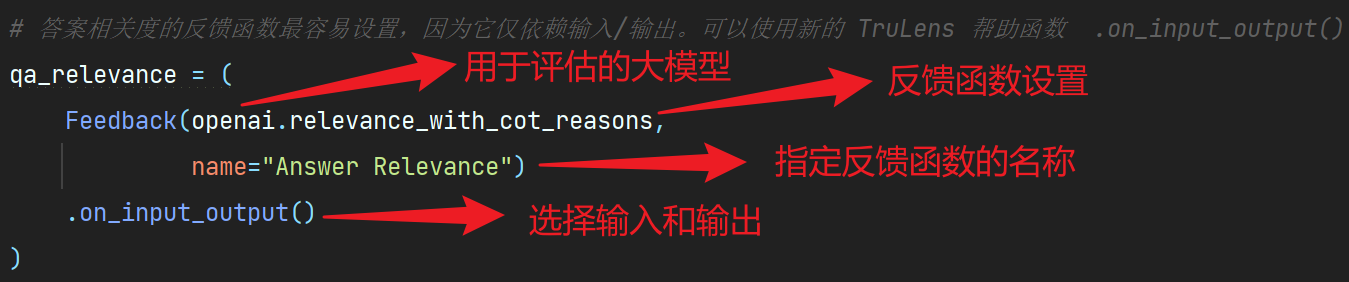 # 答案相关度的反馈函数最容易设置，因为它仅依赖输入/输出。可以使用新的 TruLens 帮助函数 .on_input_output()
qa_relevance = (
用于评估的大模型
反馈函数设置
Feedback(openai.relevance_with_cot_reasons,
name="Answer Relevance")
指定反馈函数的名称
.on_input_output()
选择输入和输出
)